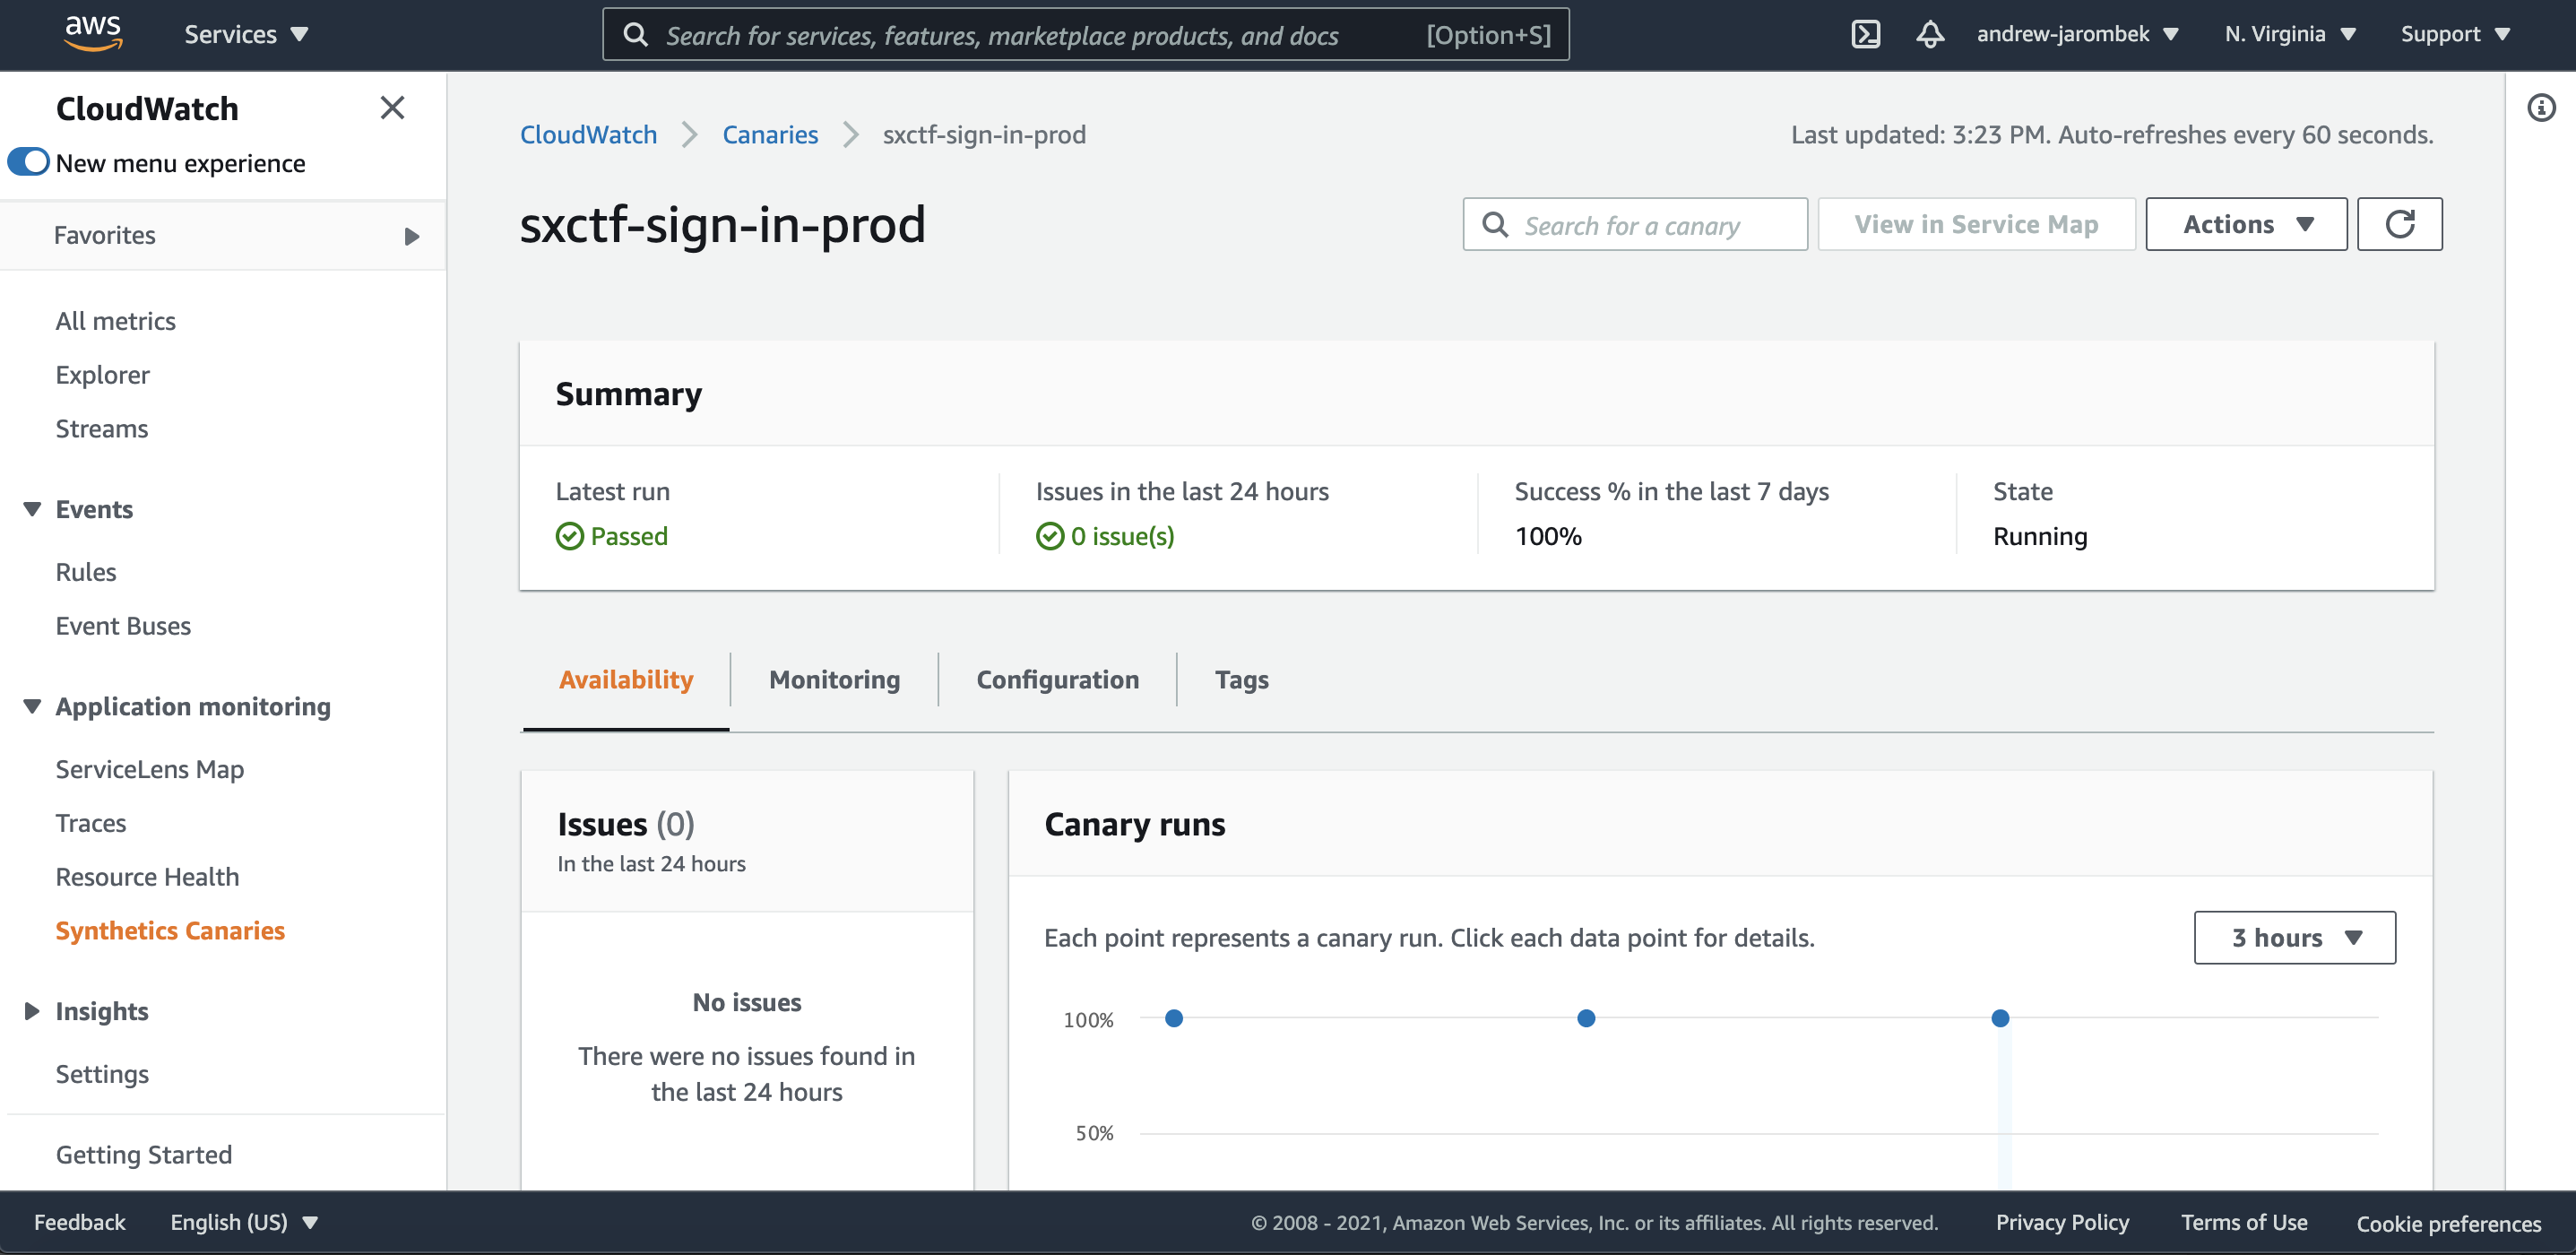 aws Services Search for services, features, marketplace products, and docs [Option+S] andrew-jarombek N. Virginia Support
CloudWatch
New menu experience
Favorites
All metrics
Explorer
Streams
Events
Rules
Event Buses
Application monitoring
ServiceLens Map
Traces
Resource Health
Synthetics Canaries
Insights
Settings
Getting Started
CloudWatch Canaries sxctf-sign-in-prod Last updated: 3:23 PM. Auto-refreshes every 60 seconds.
sxctf-sign-in-prod Search for a canary View in Service Map Actions
Summary
Latest run
Passed
Issues in the last 24 hours
0 issue(s)
Success % in the last 7 days
100%
State
Running
Availability Monitoring Configuration Tags
Issues (0)
In the last 24 hours
No issues
There were no issues found in
the last 24 hours
Canary runs
Each point represents a canary run. Click each data point for details. 3 hours
100%
50%
Feedback English (US) © 2008 - 2021, Amazon Web Services, Inc. or its affiliates. All rights reserved. Privacy Policy Terms of Use Cookie preferences